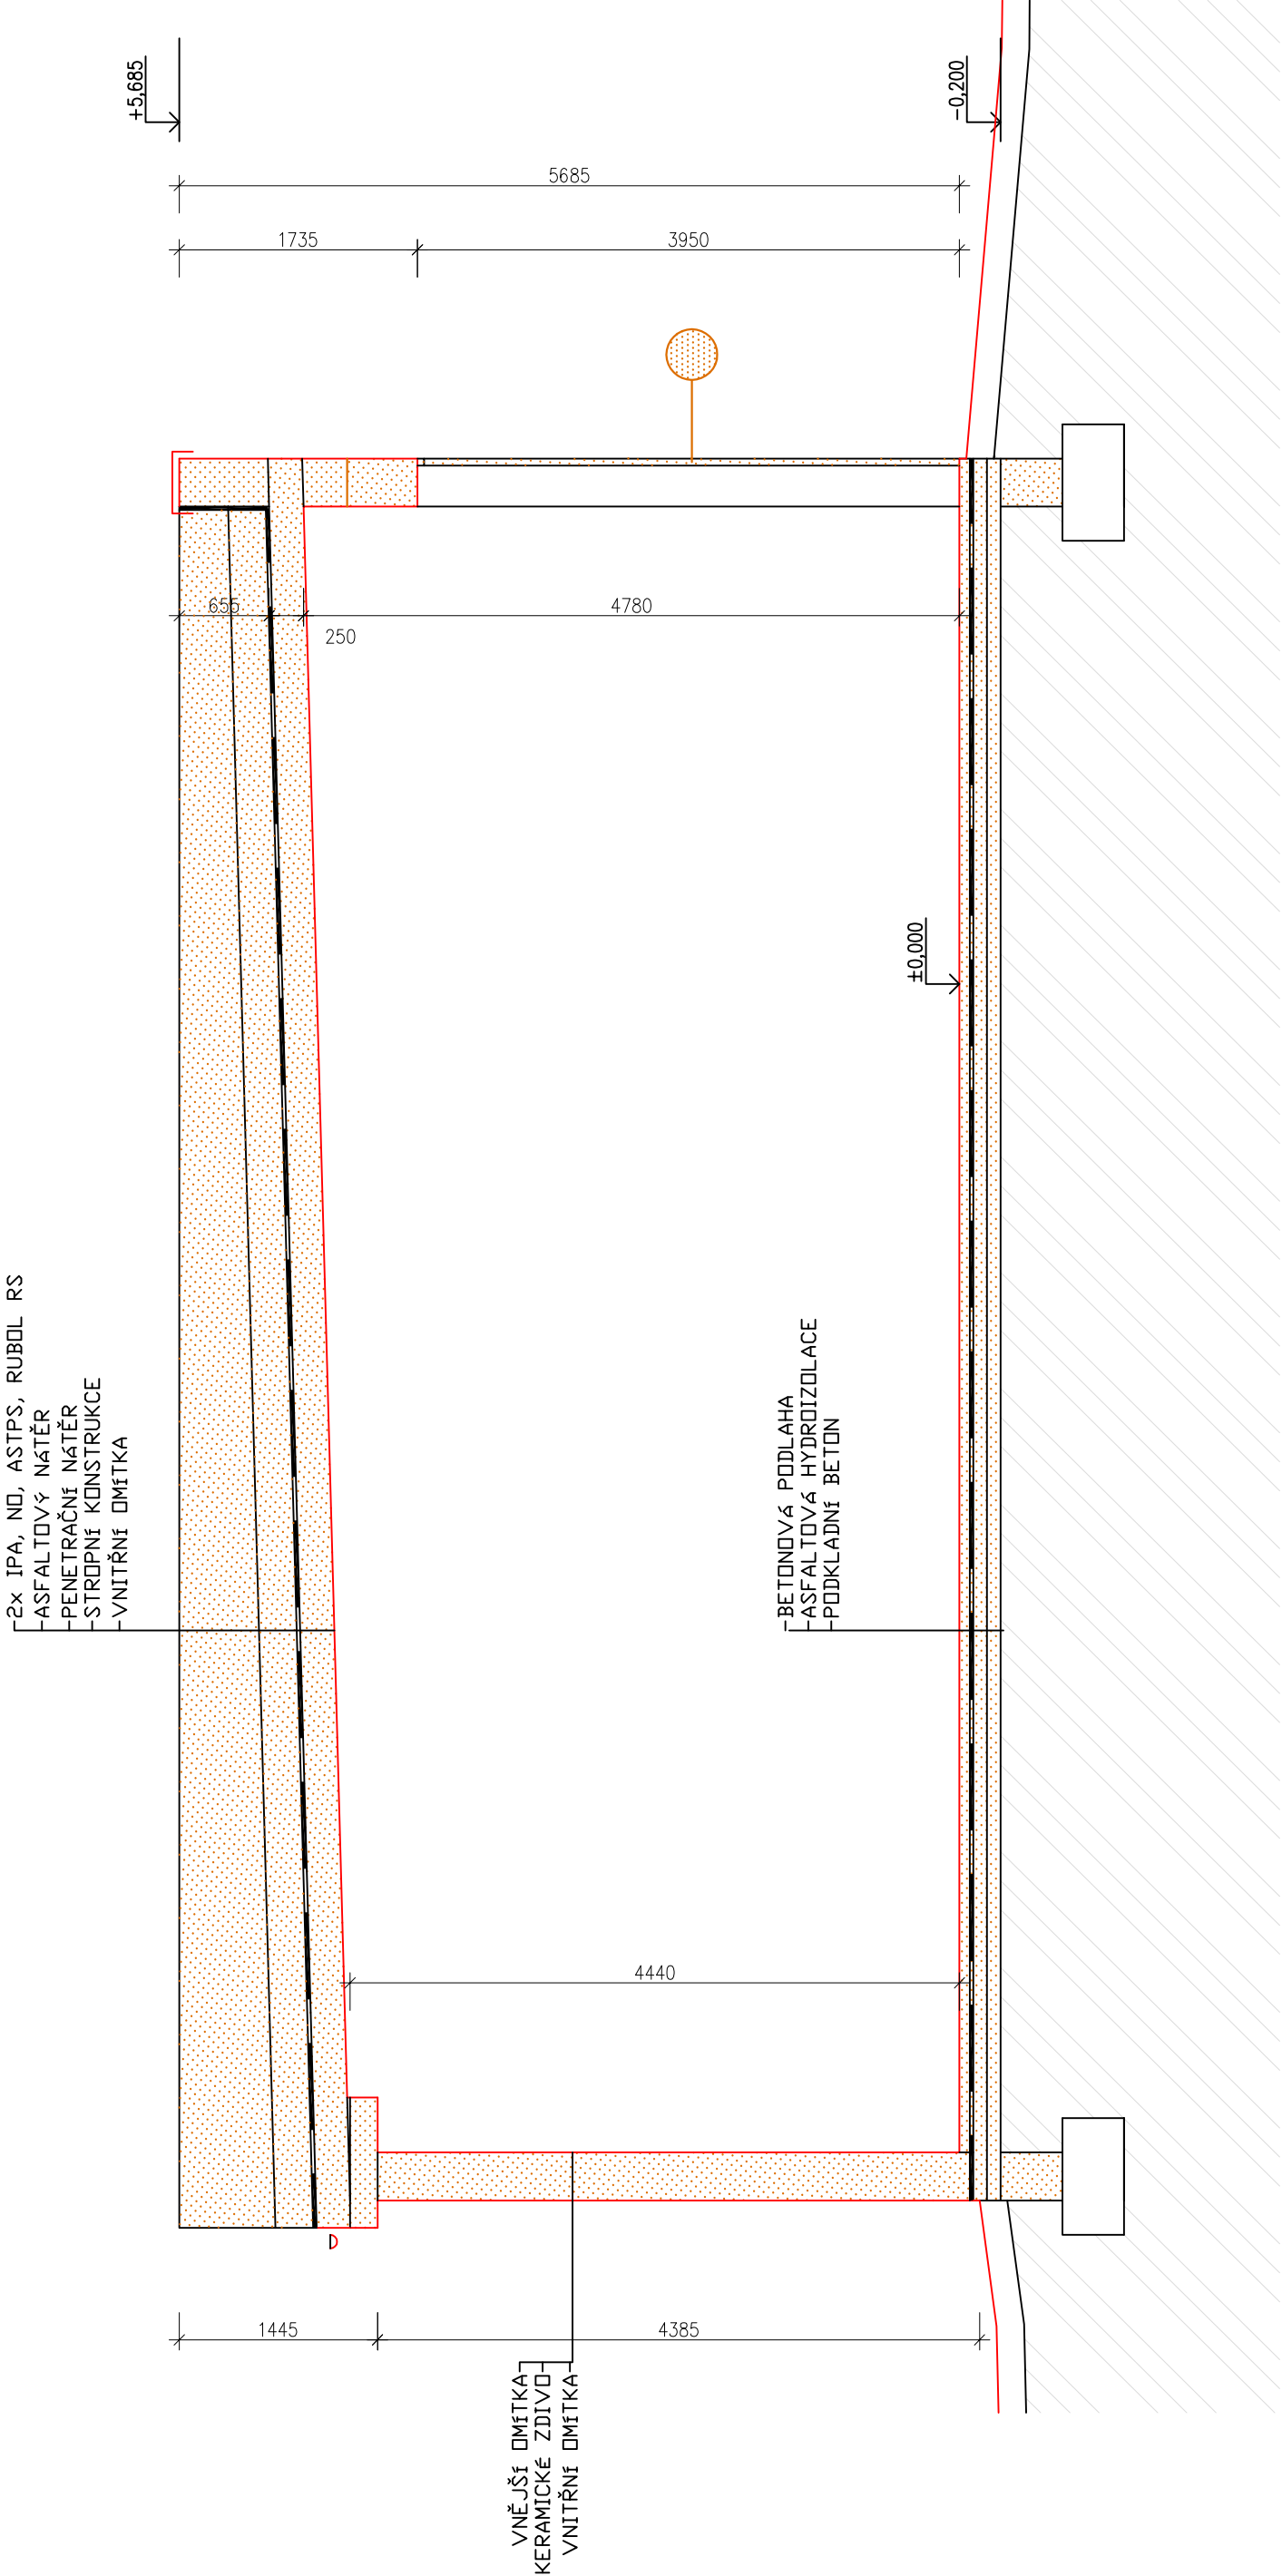 2x IPA, NO, ASTPS, RUBOL RS
ASFALTOVÝ NÁTĚR
PENETRAČNÍ NÁTĚR
STROPNÍ KONSTRUKCE
VNITŘNÍ OMÍTKA
BETONOVÁ PODLAHA
ASFALTOVÁ HYDROIZOLACE
PODKLADNÍ BETON
VNĚJŠÍ OMÍTKA
KERAMICKÉ ZDIVO
VNITŘNÍ OMÍTKA
+5,685
-0,200
±0,000
5685
1735
3950
655
250
4780
4440
1445
4385